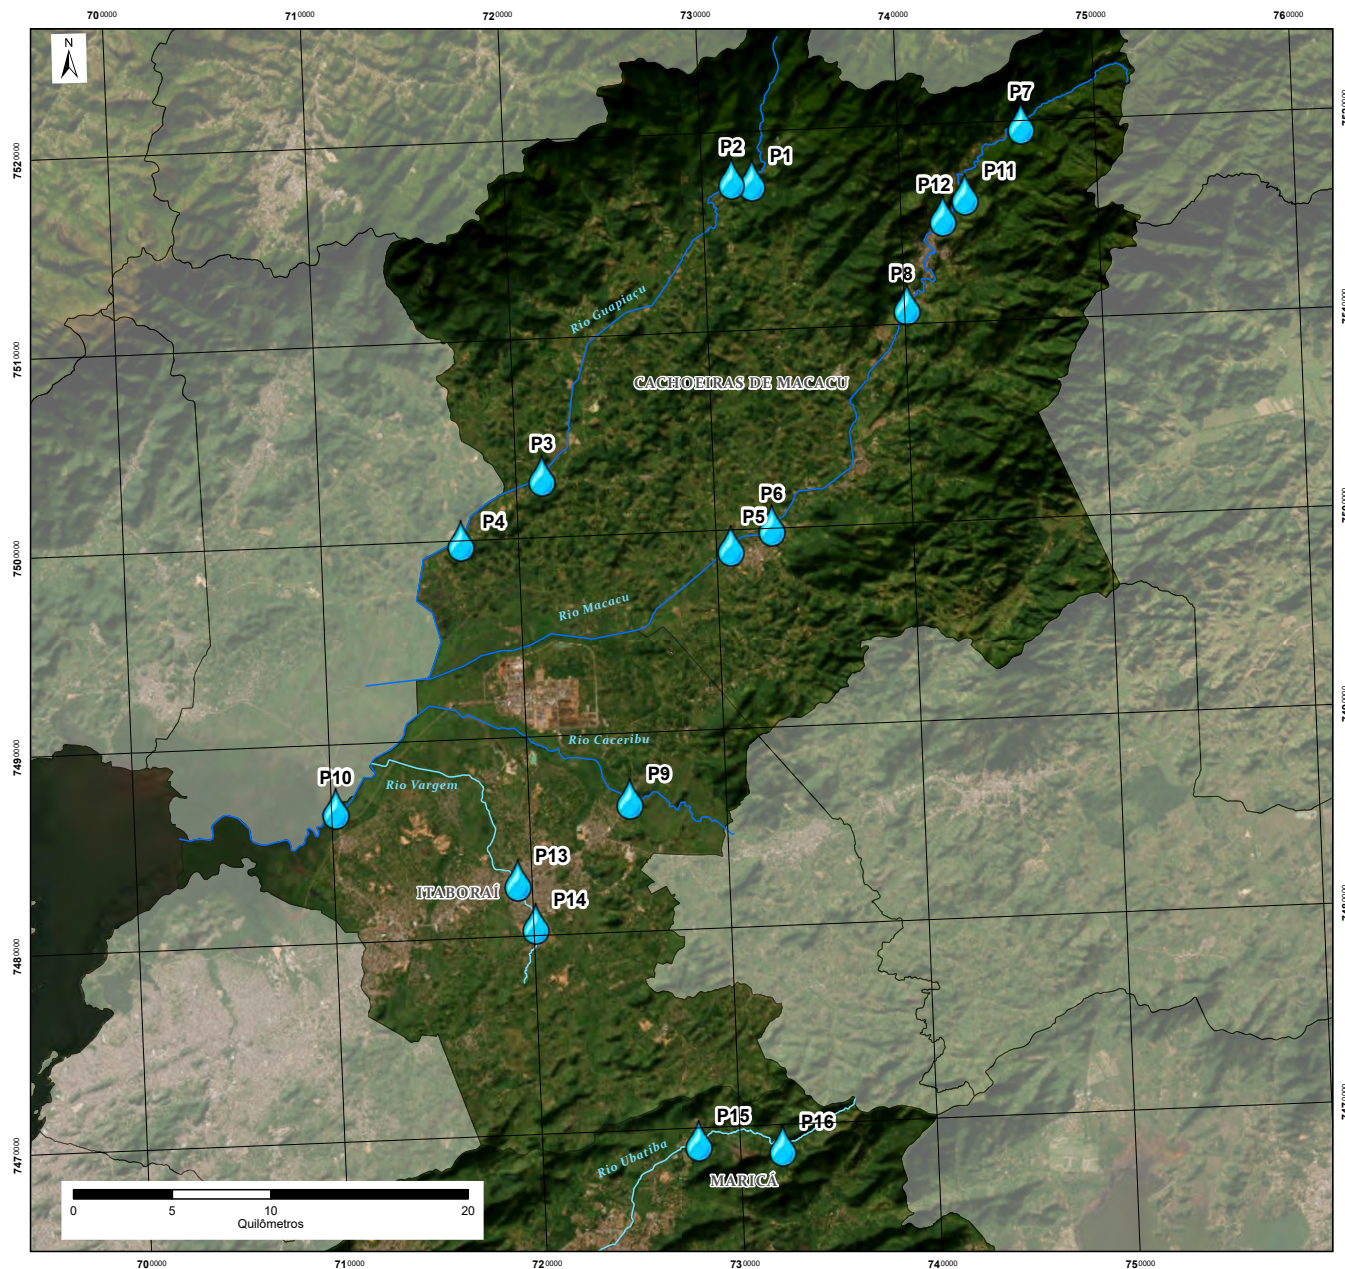 700000 710000 720000 730000 740000 750000 760000
N
P7
P2
P1
P11
P12
7520000
P8
Rio Guapiaçu
7510000
CACHOEIRAS DE MACACU
P3
P6
P4
P5
7500000
Rio Macacu
Rio Caceribu
7490000
P10
Rio Vargem
P9
P13
ITABORAÍ
P14
7480000
P15
P16
7470000
Rio Ubatiba
MARICÁ
0 5 10 20
Quilômetros
700000 710000 720000 730000 740000 750000